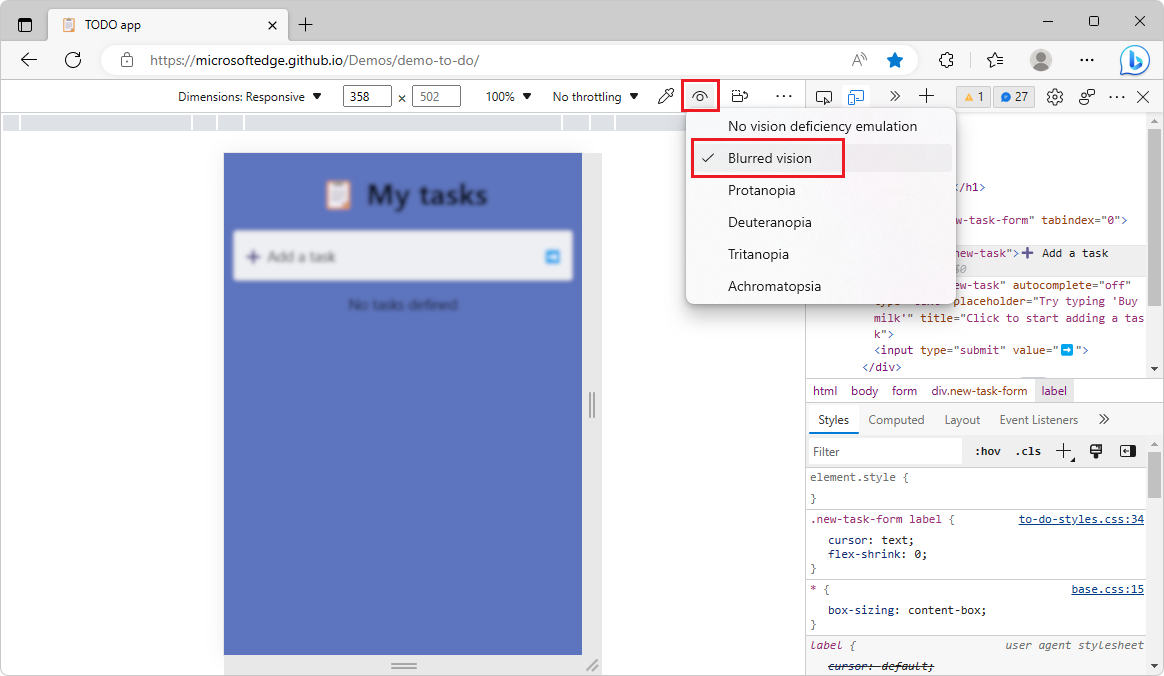 TODO app
https://microsoftedge.github.io/Demos/demo-to-do/
Dimensions: Responsive 358 × 502 100% No throttling
1 27
No vision deficiency emulation
Blurred vision
Protanopia
Deuteranopia
Tritanopia
Achromatopsia
My tasks
Add a task
No tasks defined
</h1>
w-task-form" tabindex="0">
new-task">➕ Add a task
$0
ew-task" autocomplete="off"
placeholder="Try typing 'Buy
milk'" title="Click to start adding a tas
k">
<input type="submit" value="➡️">
</div>
html body form div.new-task-form label
Styles Computed Layout Event Listeners
Filter :hov .cls
element.style {
}
.new-task-form label { to-do-styles.css:34
cursor: text;
flex-shrink: 0;
}
* { base.css:15
box-sizing: content-box;
}
label { user agent stylesheet
cursor: default;